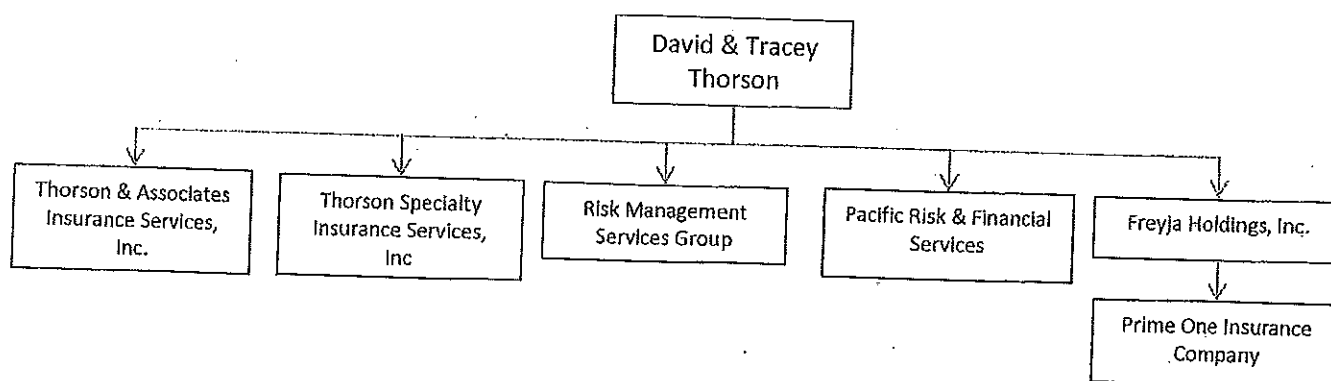 David & Tracey
Thorson
Thorson & Associates
Insurance Services,
Inc.
Thorson Specialty
Insurance Services,
Inc
Risk Management
Services Group
Pacific Risk & Financial
Services
Freyja Holdings, Inc.
Prime One Insurance
Company